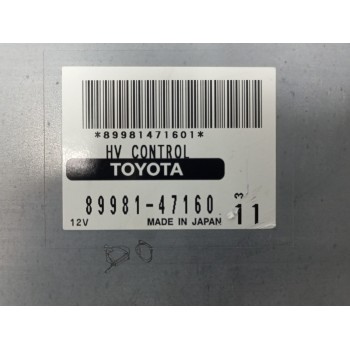 *89981471601*
HV CONTROL
TOYOTA
89981-47160 3
12V MADE IN JAPAN 11